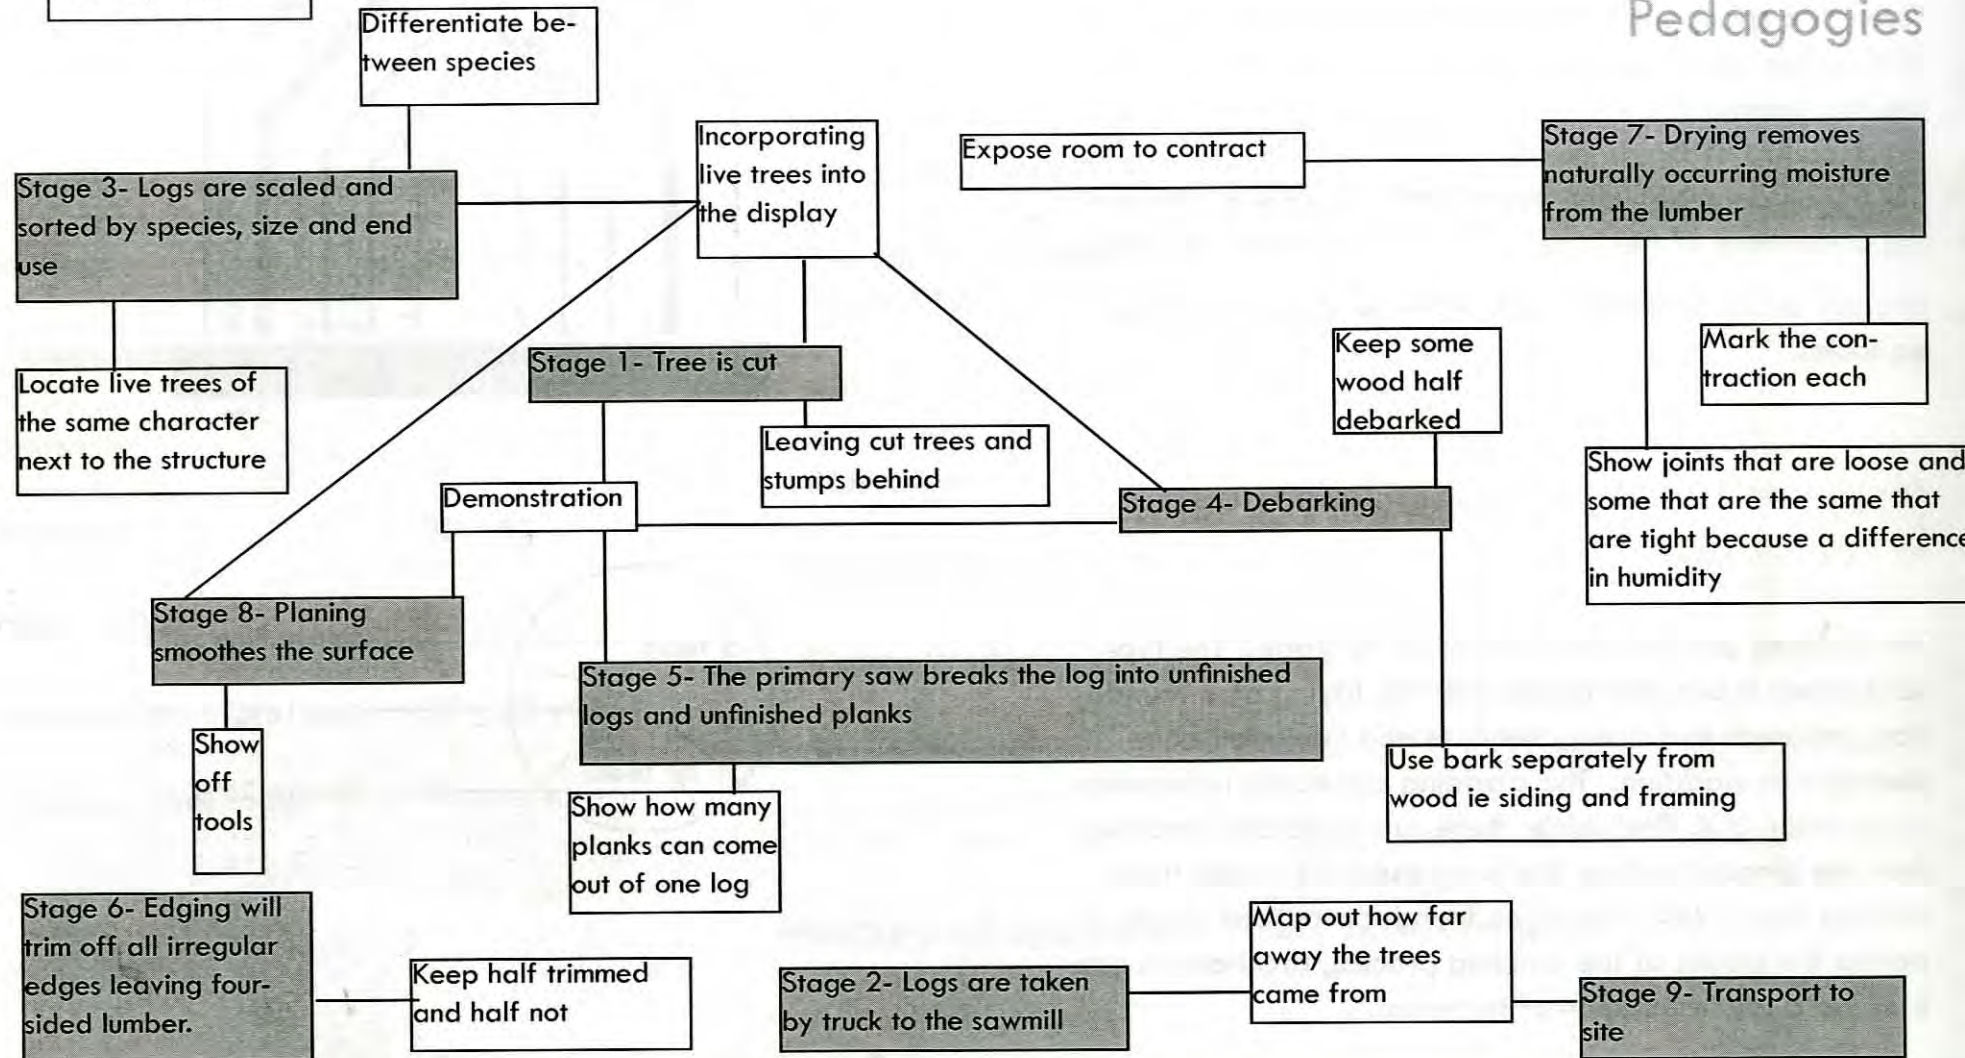 Pedagogies
Differentiate be-
tween species
Incorporating
live trees into
the display
Expose room to contract
Stage 7- Drying removes
naturally occurring moisture
from the lumber
Stage 3- Logs are scaled and
sorted by species, size and end
use
Stage 1- Tree is cut
Keep some
wood half
debarked
Mark the con-
traction each
Locate live trees of
the same character
next to the structure
Leaving cut trees and
stumps behind
Show joints that are loose and
some that are the same that
are tight because a difference
in humidity
Demonstration
Stage 4- Debarking
Stage 8- Planing
smoothes the surface
Stage 5- The primary saw breaks the log into unfinished
logs and unfinished planks
Show
off
tools
Use bark separately from
wood ie siding and framing
Show how many
planks can come
out of one log
Stage 6- Edging will
trim off all irregular
edges leaving four-
sided lumber.
Keep half trimmed
and half not
Stage 2- Logs are taken
by truck to the sawmill
Map out how far
away the trees
came from
Stage 9- Transport to
site